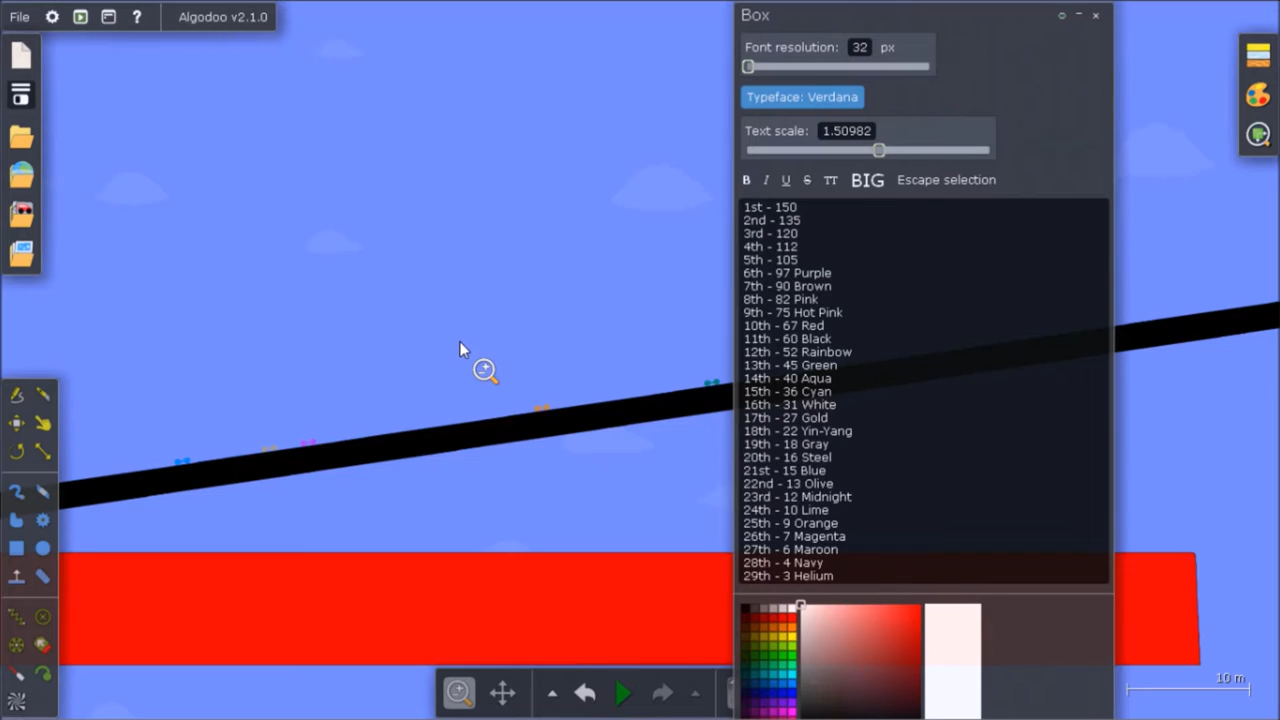 File
Algodoo v2.1.0
Box
Font resolution: 32 px
Typeface: Verdana
Text scale: 1.50982
B I U S TT BIG Escape selection
1st - 150
2nd - 135
3rd - 120
4th - 112
5th - 105
6th - 97 Purple
7th - 90 Brown
8th - 82 Pink
9th - 75 Hot Pink
10th - 67 Red
11th - 60 Black
12th - 52 Rainbow
13th - 45 Green
14th - 40 Aqua
15th - 36 Cyan
16th - 31 White
17th - 27 Gold
18th - 22 Yin-Yang
19th - 18 Gray
20th - 16 Steel
21st - 15 Blue
22nd - 13 Olive
23rd - 12 Midnight
24th - 10 Lime
25th - 9 Orange
26th - 7 Magenta
27th - 6 Maroon
28th - 4 Navy
29th - 3 Helium
10 m